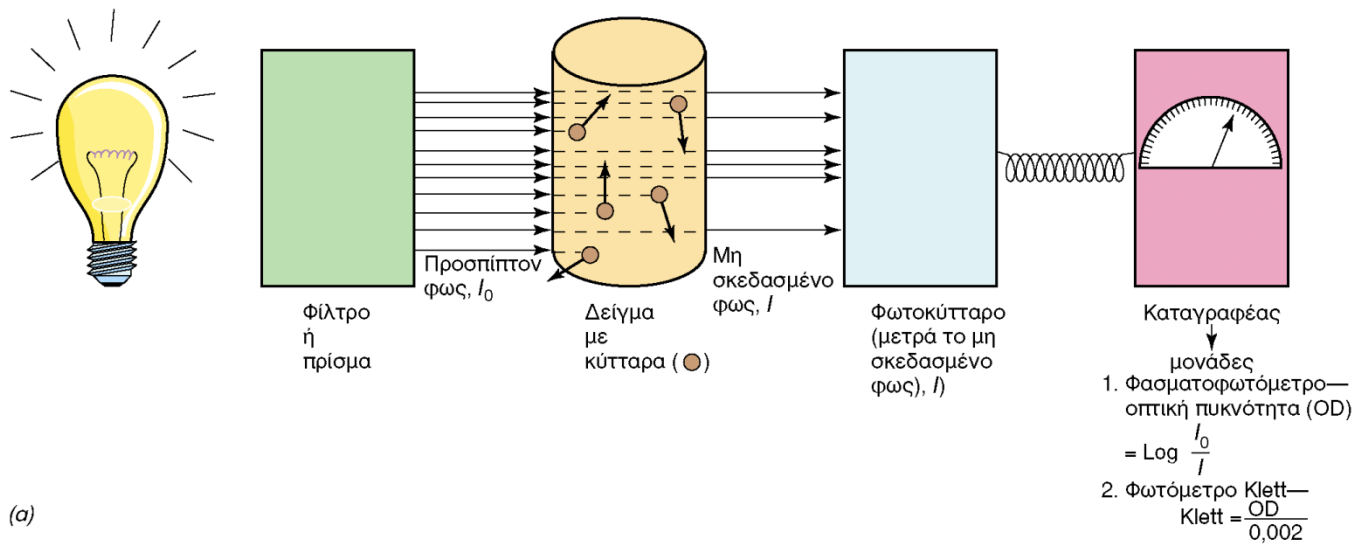 Προσπίπτον
φως, I₀
Μη
σκεδασμένο
φως, I
Φίλτρο
ή
πρίσμα
Δείγμα
με
κύτταρα ( )
Φωτοκύτταρο
(μετρά το μη
σκεδασμένο
φως), I)
Καταγραφέας
μονάδες
1. Φασματοφωτόμετρο—
οπτική πυκνότητα (OD)
= Log I₀/I
2. Φωτόμετρο Klett—
Klett = OD/0,002
(α)